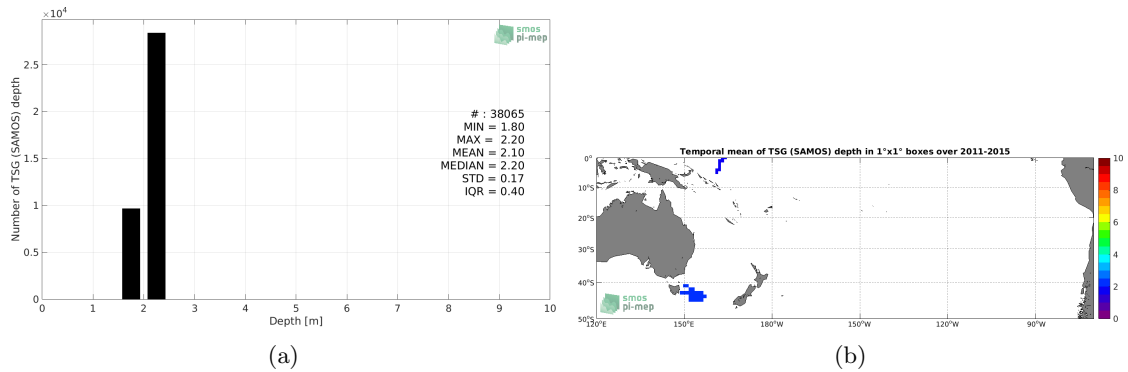 ×10⁴
smos
pi-mep
Number of TSG (SAMOS) depth
2.5
2
1.5
1
0.5
0
# : 38065
MIN = 1.80
MAX = 2.20
MEAN = 2.10
MEDIAN = 2.20
STD = 0.17
IQR = 0.40
0 1 2 3 4 5 6 7 8 9 10
Depth [m]
(a)
Temporal mean of TSG (SAMOS) depth in 1°x1° boxes over 2011-2015
0°
10°S
20°S
30°S
40°S
50°S
120°E 150°E 180°W 150°W 120°W 90°W
smos
pi-mep
10
8
6
4
2
0
(b)